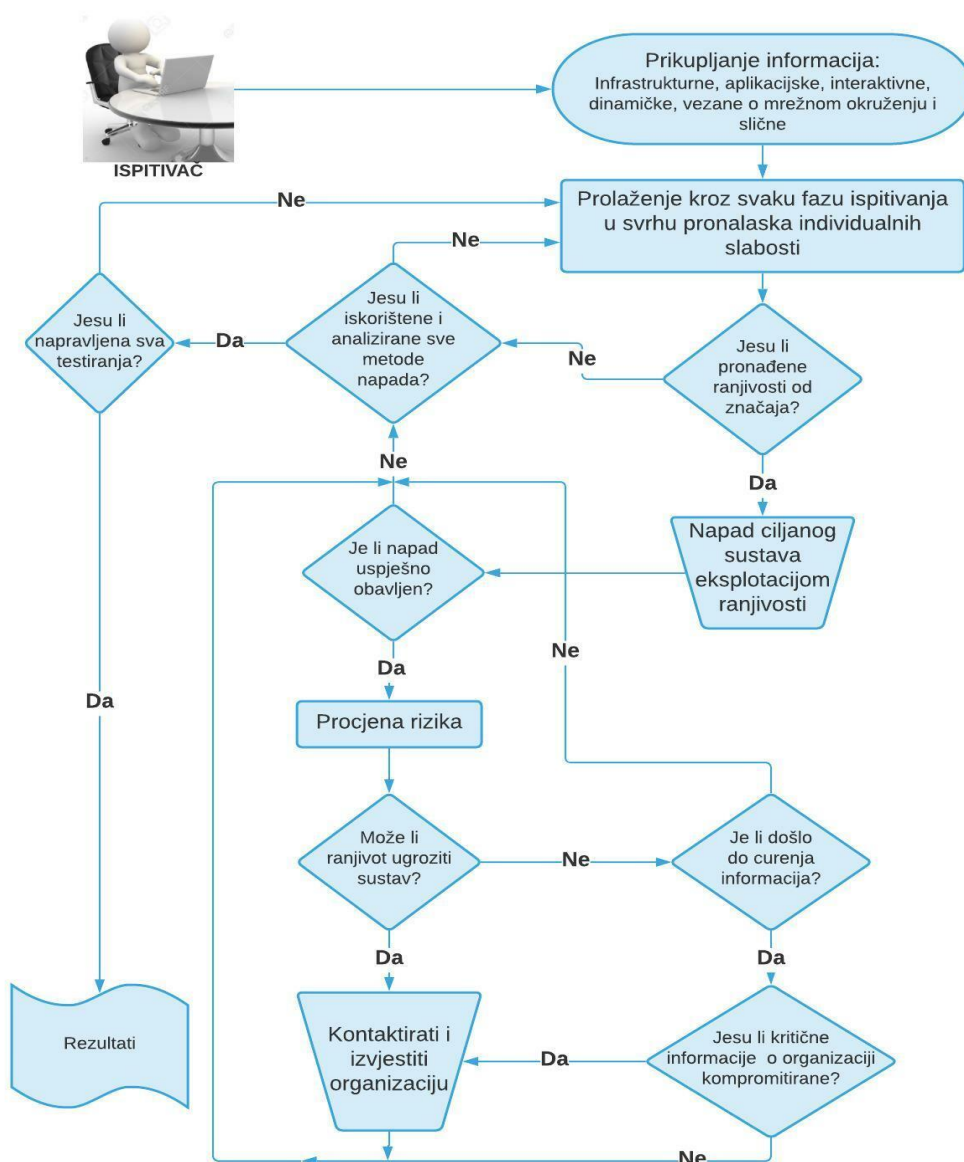 ISPITIVAČ
Prikupljanje informacija:
Infrastrukturne, aplikacijske, interaktivne,
dinamičke, vezane o mrežnom okruženju i
slične
Ne
Prolaženje kroz svaku fazu ispitivanja
u svrhu pronalaska individualnih
slabosti
Ne
Jesu li
napravljena sva
testiranja?
Da
Jesu li
iskorištene i
analizirane sve
metode
napada?
Ne
Jesu li
pronađene
ranjivosti od
značaja?
Ne
Da
Je li napad
uspješno
obavljen?
Napad ciljanog
sustava
eksplotacijom
ranjivosti
Da
Da
Ne
Procjena rizika
Može li
ranjivot ugroziti
sustav?
Ne
Je li došlo
do curenja
informacija?
Da
Da
Rezultati
Kontaktirati i
izvjestiti
organizaciju
Da
Jesu li kritične
informacije o organizaciji
kompromitirane?
Ne